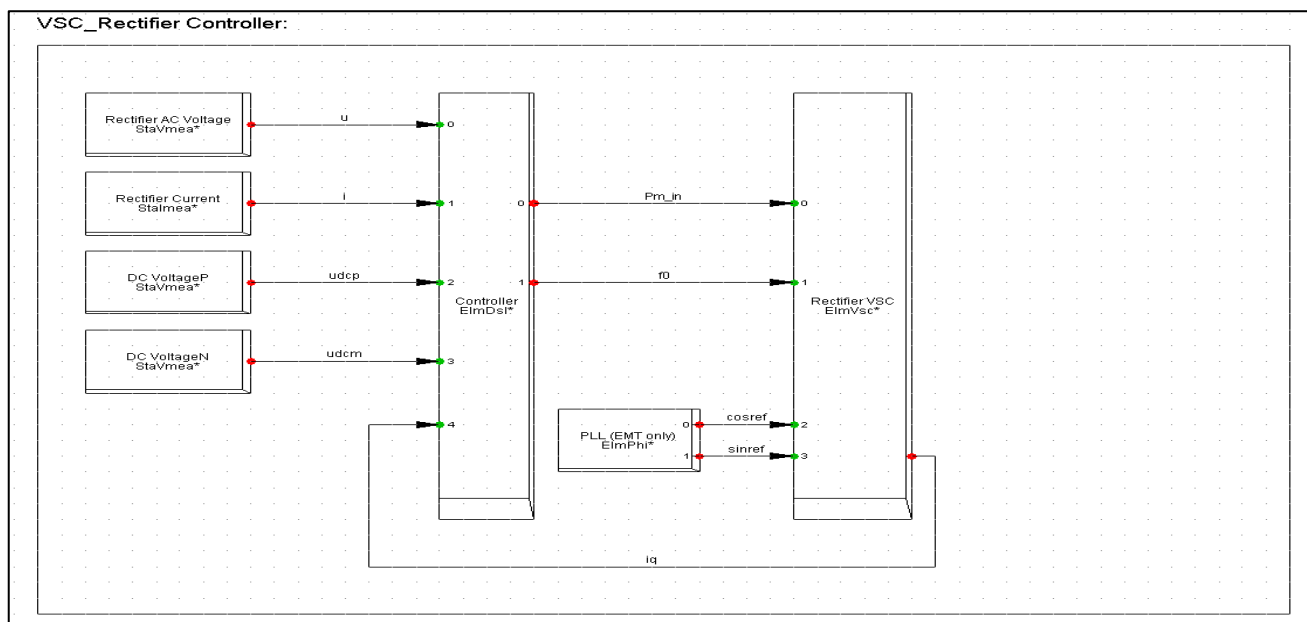 VSC_Rectifier Controller:
Rectifier AC Voltage
StaVmea*
u
0
Rectifier Current
StaImea*
i
1
0
Pm_in
0
DC VoltageP
StaVmea*
udcp
2
1
f0
1
Controller
ElmDsl*
Rectifier VSC
ElmVsc*
DC VoltageN
StaVmea*
udcm
3
4
PLL (EMT only)
ElmPhi*
0
cosref
2
1
sinref
3
iq